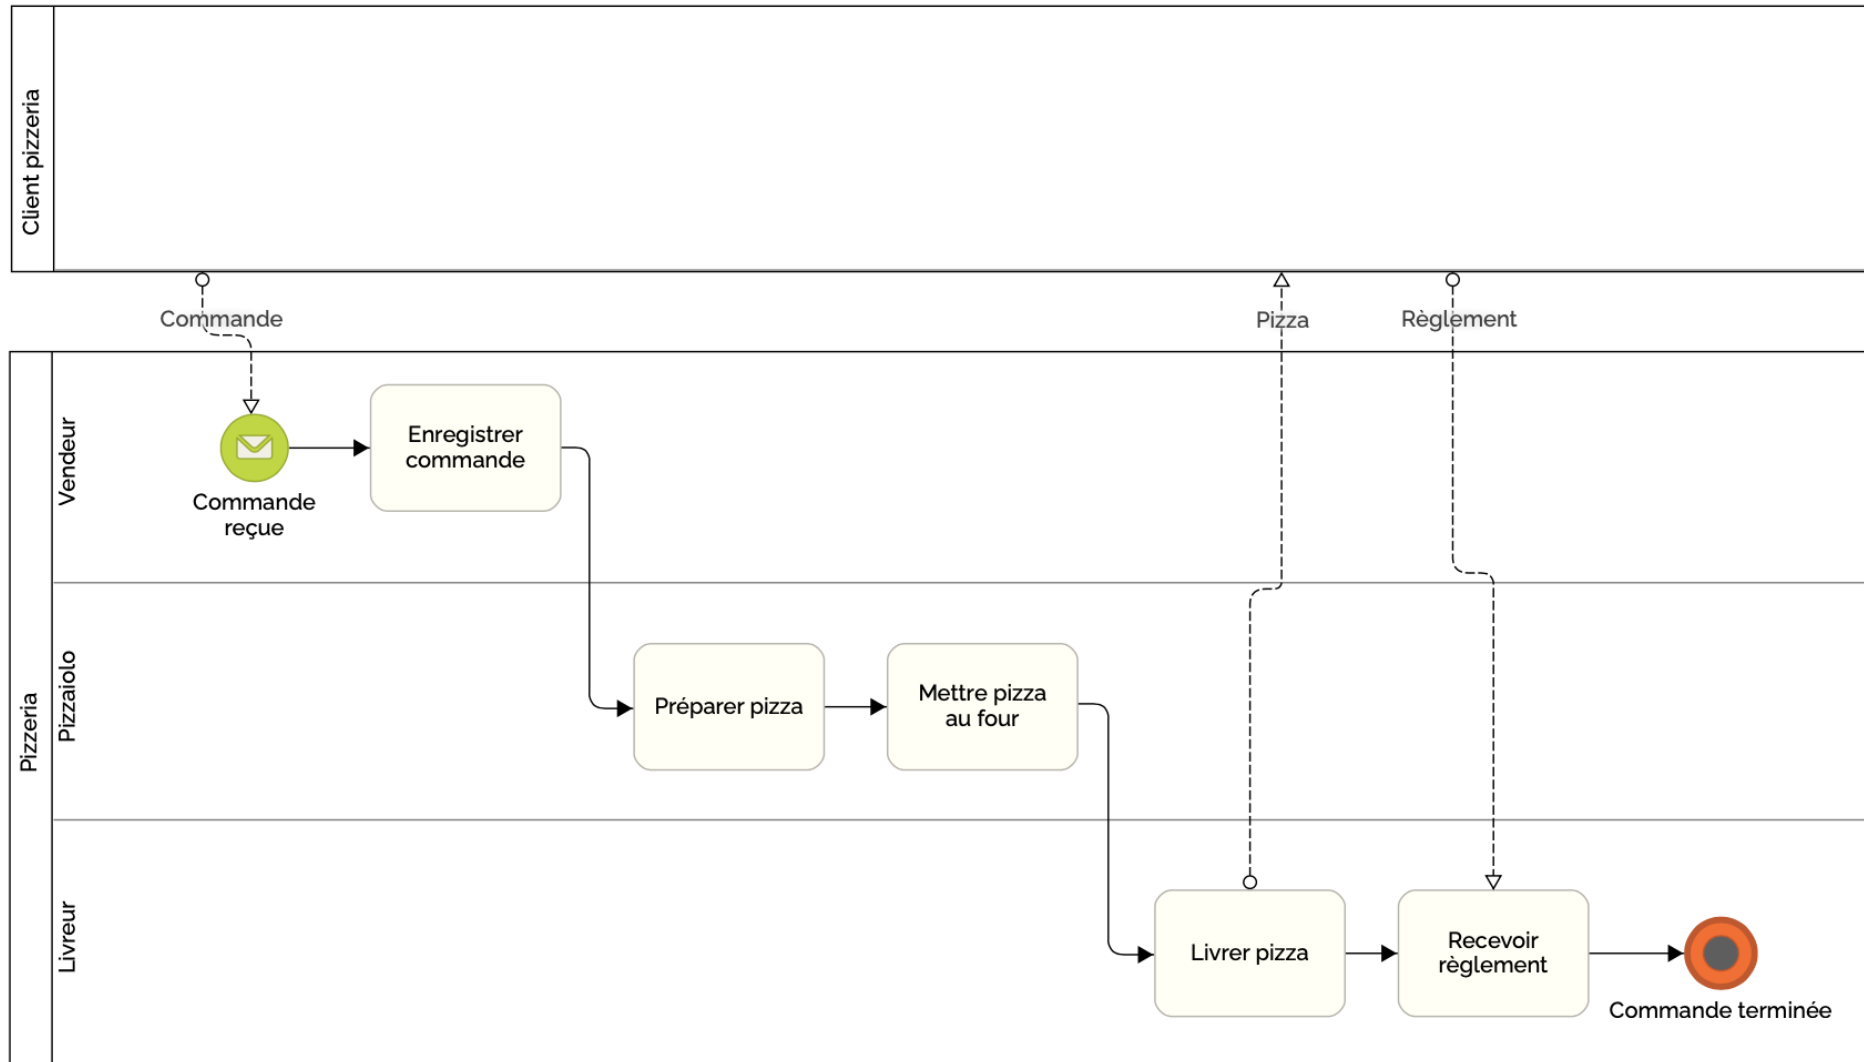 Client pizzeria
Commande
Pizza
Règlement
Pizzeria
Vendeur
Commande
reçue
Enregistrer
commande
Pizzaiolo
Préparer pizza
Mettre pizza
au four
Livreur
Livrer pizza
Recevoir
règlement
Commande terminée